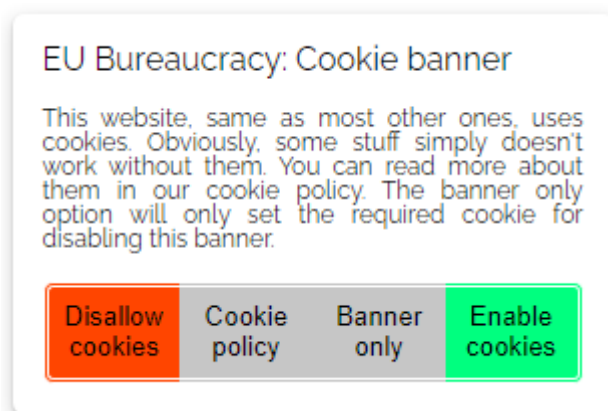 EU Bureaucracy: Cookie banner
This website, same as most other ones, uses
cookies. Obviously, some stuff simply doesn't
work without them. You can read more about
them in our cookie policy. The banner only
option will only set the required cookie for
disabling this banner.
Disallow cookies
Cookie policy
Banner only
Enable cookies